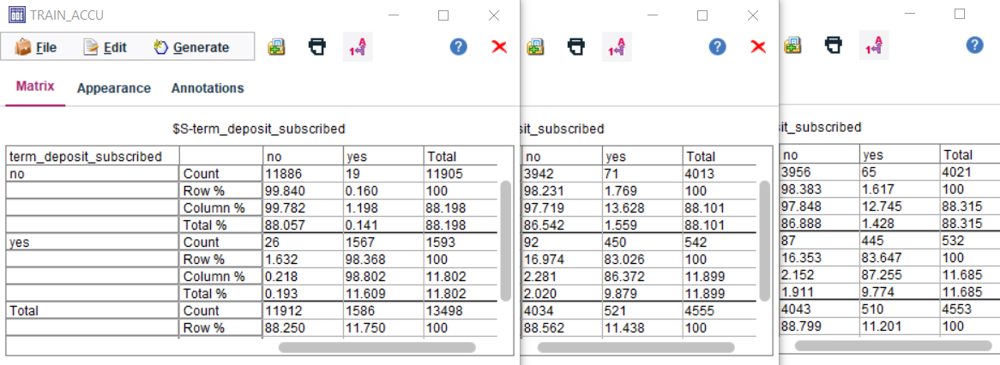 TRAIN_ACCU
File Edit Generate
Matrix Appearance Annotations
$S-term_deposit_subscribed sit_subscribed it_subscribed
term_deposit_subscribed no yes Total no yes Total no yes Total
no Count 11886 19 11905 3942 71 4013 3956 65 4021
Row % 99.840 0.160 100 98.231 1.769 100 98.383 1.617 100
Column % 99.782 1.198 88.198 97.719 13.628 88.101 97.848 12.745 88.315
Total % 88.057 0.141 88.198 86.542 1.559 88.101 86.888 1.428 88.315
yes Count 26 1567 1593 92 450 542 87 445 532
Row % 1.632 98.368 100 16.974 83.026 100 16.353 83.647 100
Column % 0.218 98.802 11.802 2.281 86.372 11.899 2.152 87.255 11.685
Total % 0.193 11.609 11.802 2.020 9.879 11.899 1.911 9.774 11.685
Total Count 11912 1586 13498 4034 521 4555 4043 510 4553
Row % 88.250 11.750 100 88.562 11.438 100 88.799 11.201 100